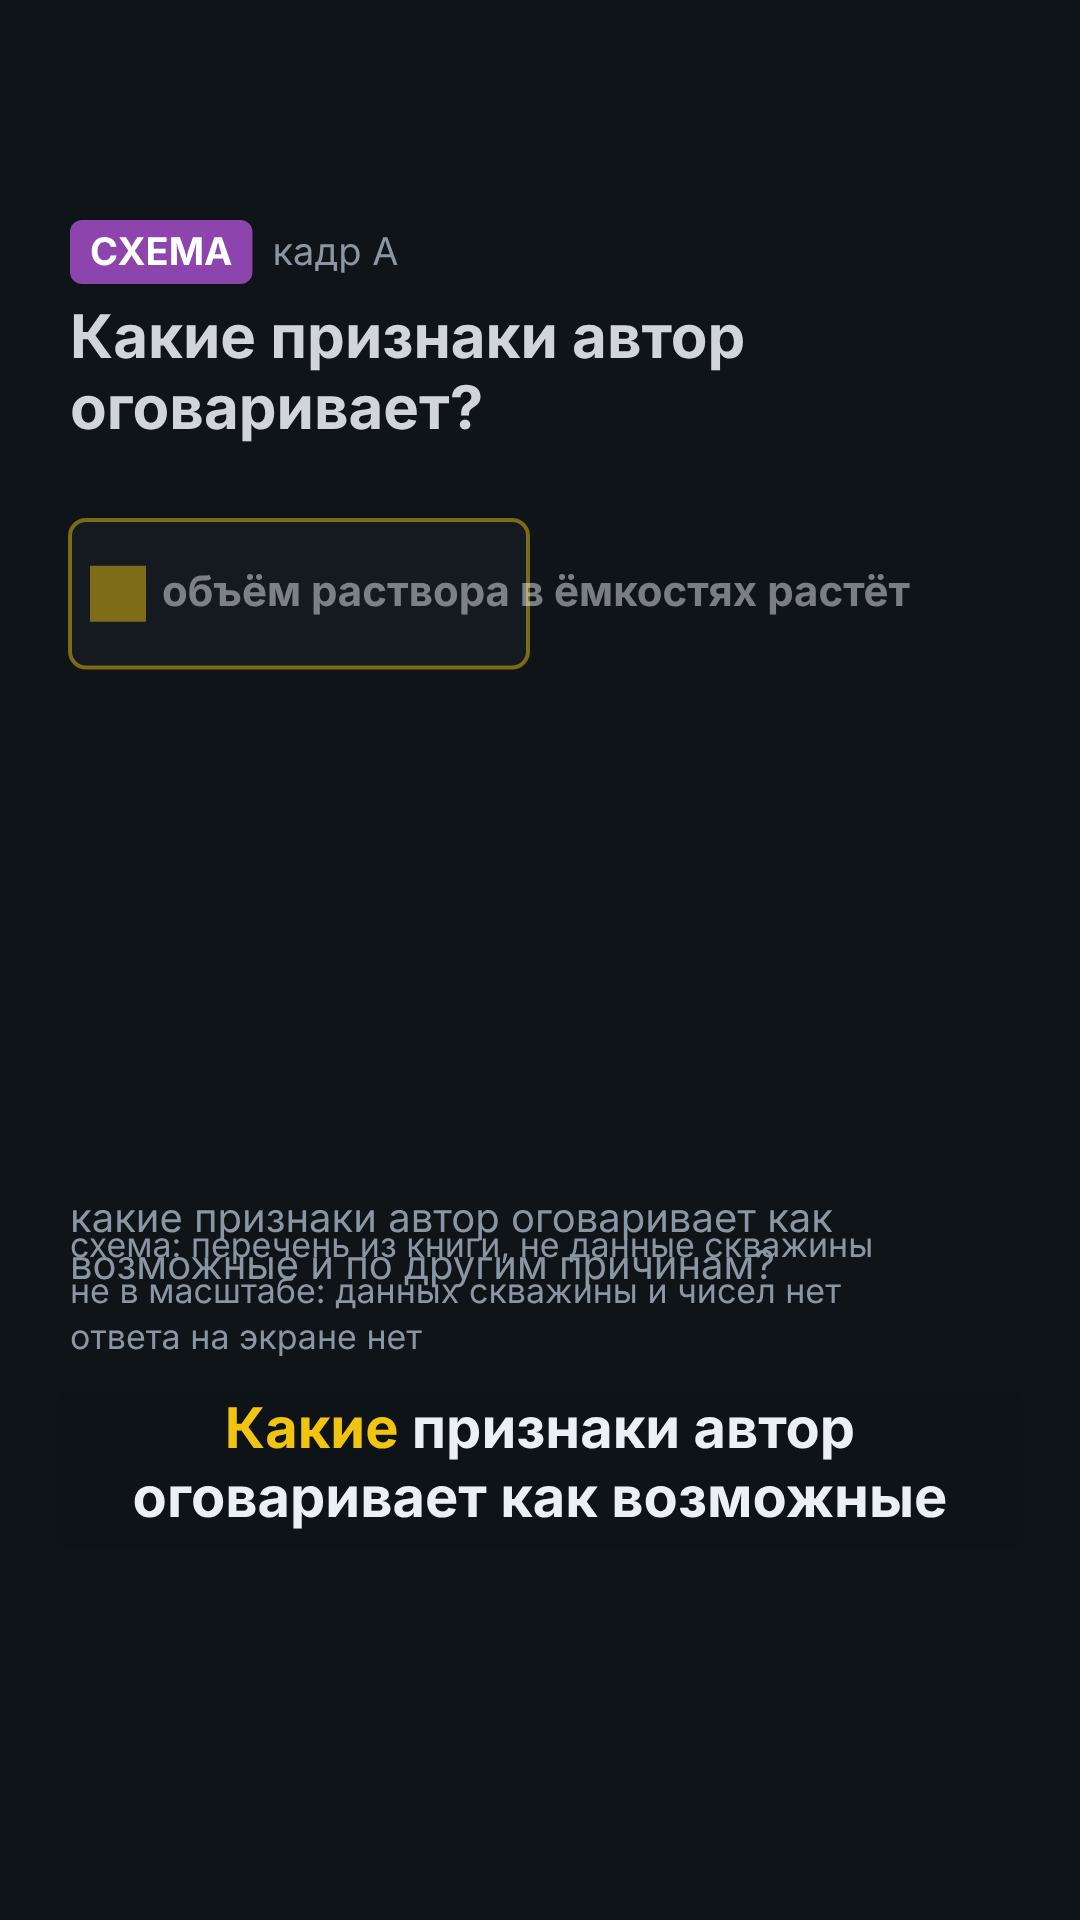 СХЕМА кадр А
Какие признаки автор
оговаривает?
объём раствора в ёмкостях растёт
какие признаки автор оговаривает как
схема: перечень из книги, не данные скважины
возможные и по другим причинам?
не в масштабе: данных скважины и чисел нет
ответа на экране нет
Какие признаки автор
оговаривает как возможные